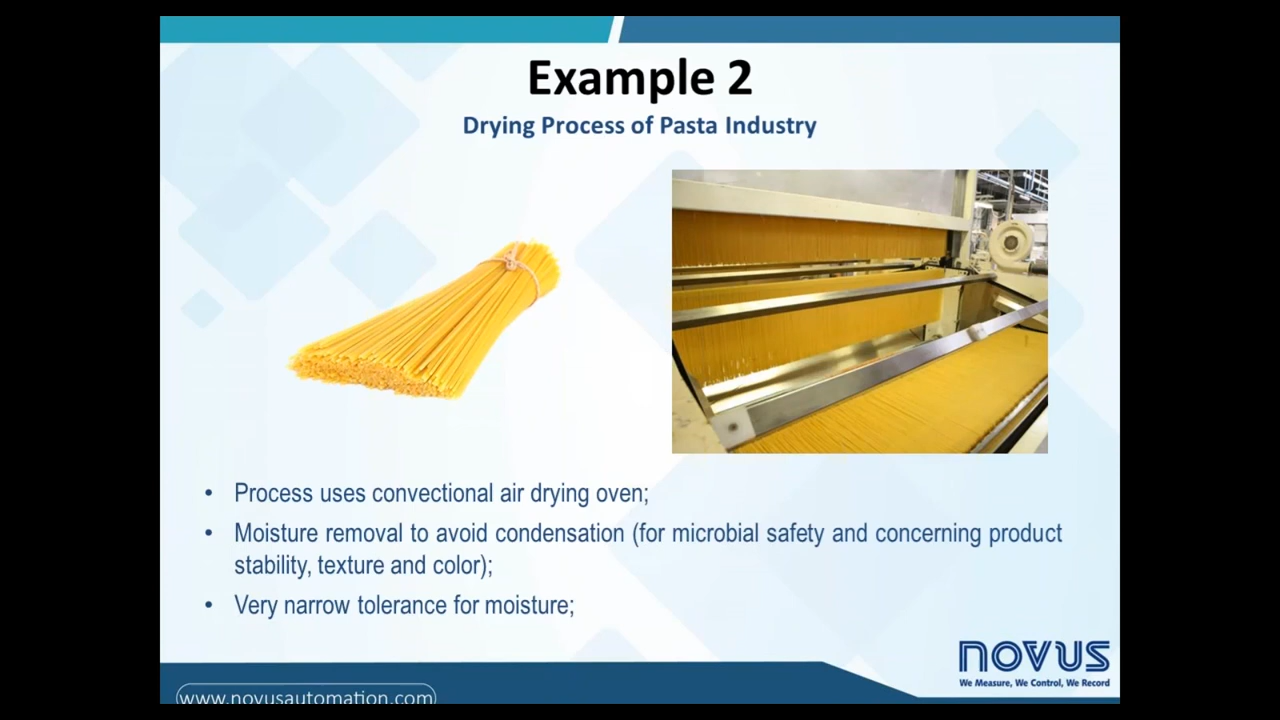 Example 2
Drying Process of Pasta Industry
• Process uses convectional air drying oven;
• Moisture removal to avoid condensation (for microbial safety and concerning product
stability, texture and color);
• Very narrow tolerance for moisture;
NOVUS
We Measure, We Control, We Record
www.novusautomation.com